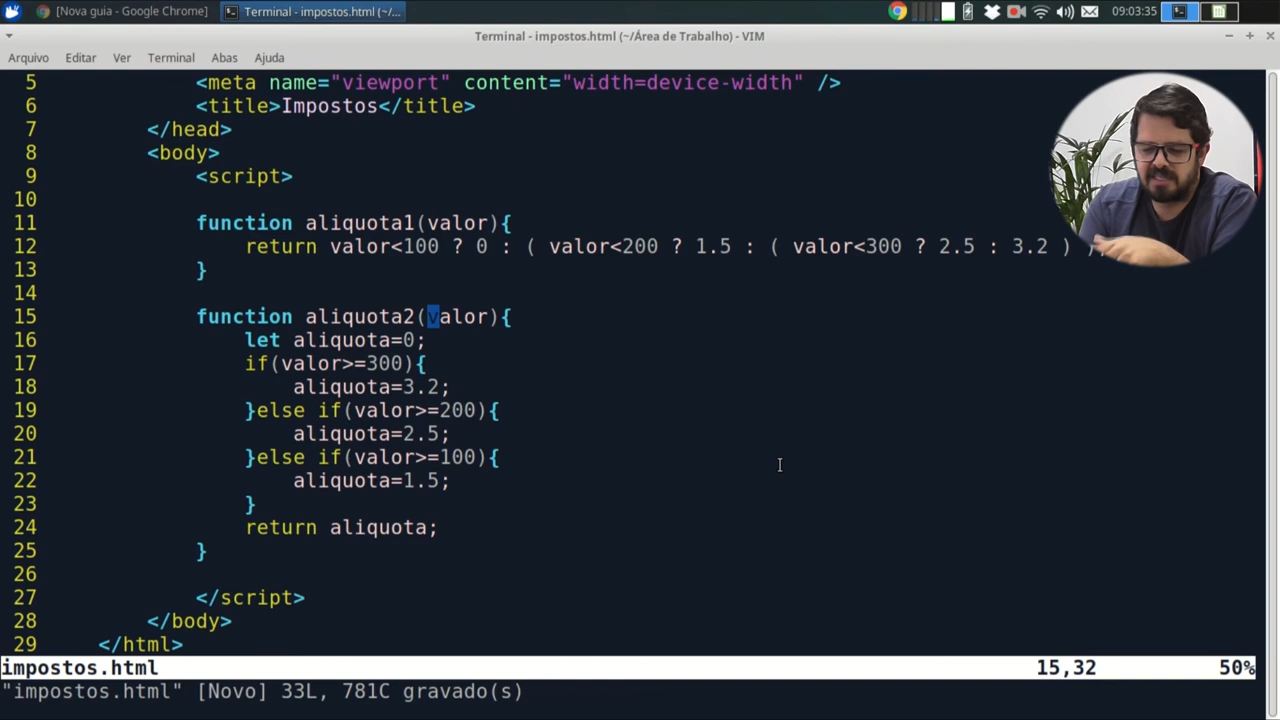 [Nova guia - Google Chrome]
Terminal - impostos.html (~/...
09:03:35
Terminal - impostos.html (~/Área de Trabalho) - VIM
Arquivo Editar Ver Terminal Abas Ajuda
5 <meta name="viewport" content="width=device-width" />
6 <title>Impostos</title>
7 </head>
8 <body>
9 <script>
10
11 function aliquota1(valor){
12 return valor<100 ? 0 : ( valor<200 ? 1.5 : ( valor<300 ? 2.5 : 3.2 ) );
13 }
14
15 function aliquota2(valor){
16 let aliquota=0;
17 if(valor>=300){
18 aliquota=3.2;
19 }else if(valor>=200){
20 aliquota=2.5;
21 }else if(valor>=100){
22 aliquota=1.5;
23 }
24 return aliquota;
25 }
26
27 </script>
28 </body>
29 </html>
impostos.html 15,32 50%
"impostos.html" [Novo] 33L, 781C gravado(s)